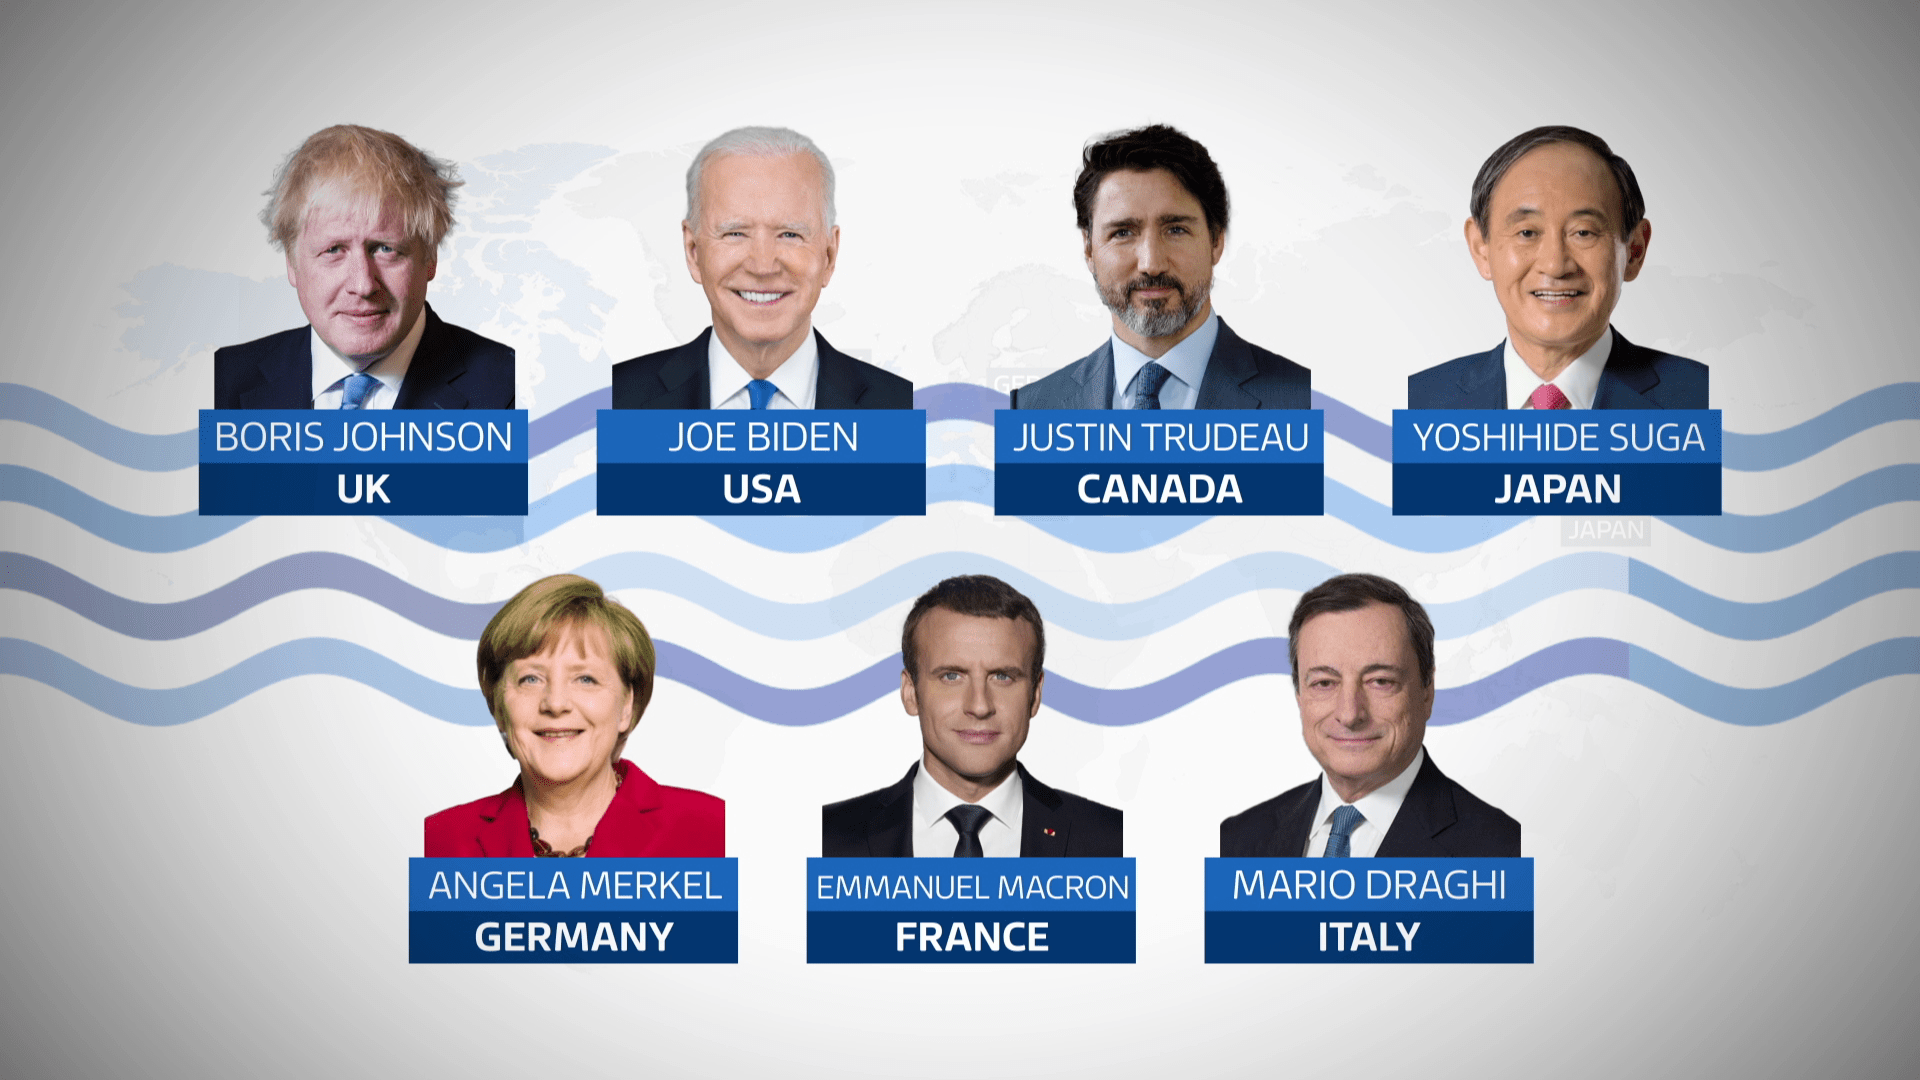 BORIS JOHNSON
UK
JOE BIDEN
USA
JUSTIN TRUDEAU
CANADA
YOSHIHIDE SUGA
JAPAN
JAPAN
ANGELA MERKEL
GERMANY
EMMANUEL MACRON
FRANCE
MARIO DRAGHI
ITALY